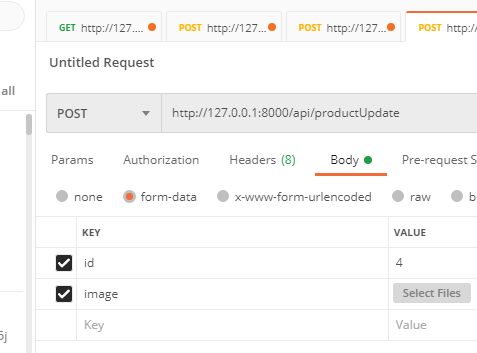 GET http://127.... POST http://127... POST http://127... POST http:/
Untitled Request
all
POST http://127.0.0.1:8000/api/productUpdate
Params Authorization Headers (8) Body Pre-request S
none form-data x-www-form-urlencoded raw b
KEY VALUE
id 4
image Select Files
Key Value
5j